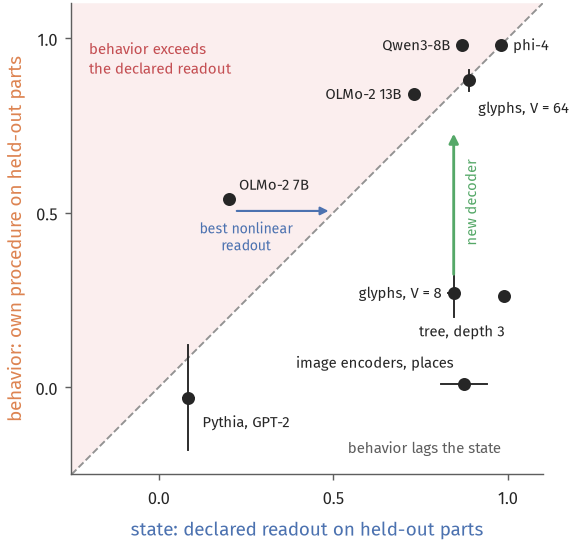 behavior exceeds
the declared readout
Qwen3-8B
phi-4
OLMo-2 13B
glyphs, V = 64
OLMo-2 7B
best nonlinear
readout
new decoder
glyphs, V = 8
tree, depth 3
image encoders, places
Pythia, GPT-2
behavior lags the state
1.0
0.5
0.0
behavior: own procedure on held-out parts
0.0
0.5
1.0
state: declared readout on held-out parts